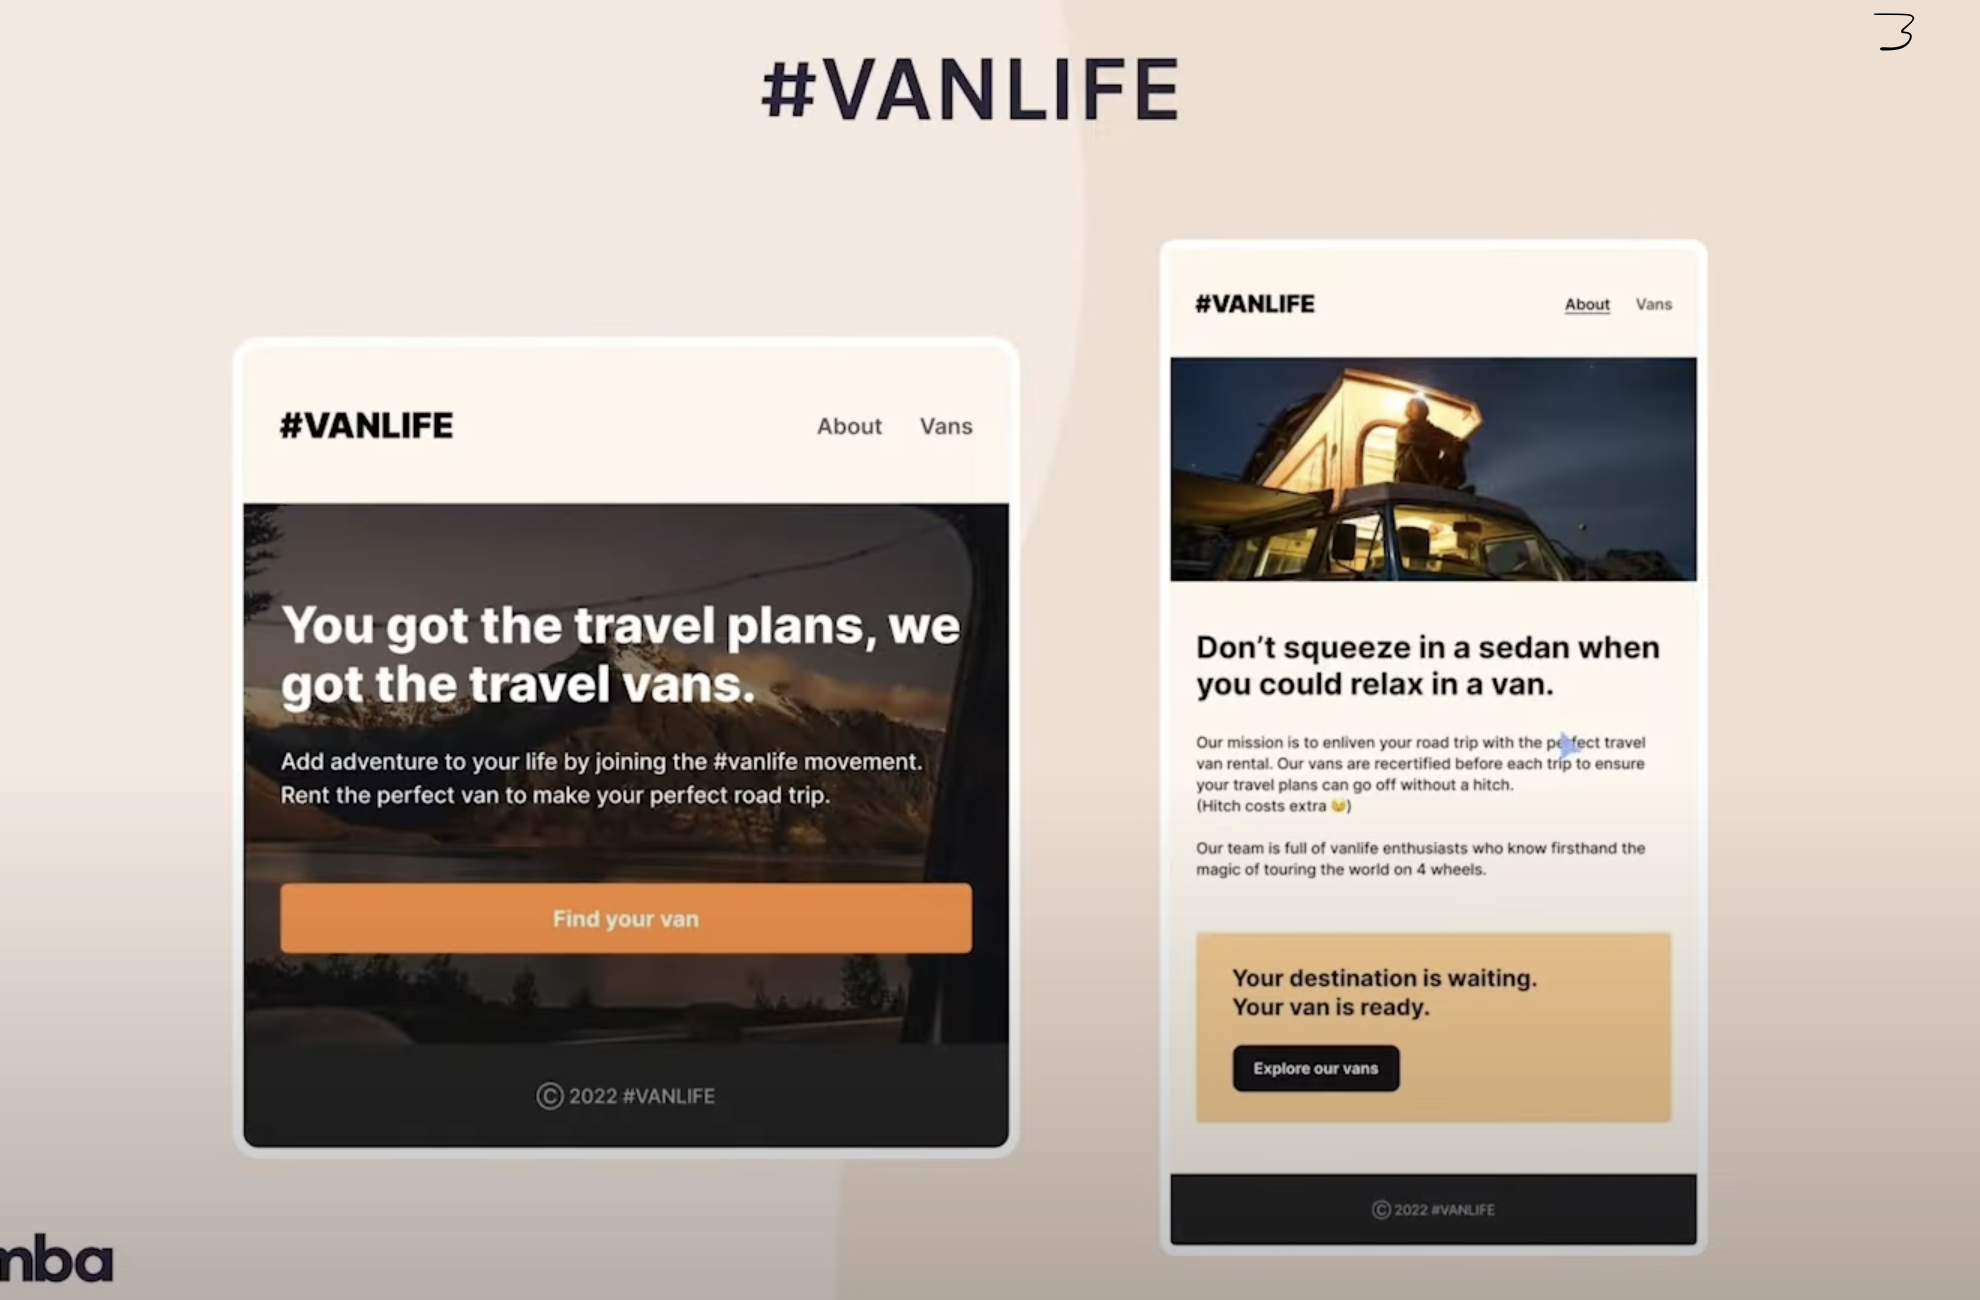 3
#VANLIFE
#VANLIFE
About Vans
You got the travel plans, we
got the travel vans.
Add adventure to your life by joining the #vanlife movement.
Rent the perfect van to make your perfect road trip.
Find your van
Ⓒ 2022 #VANLIFE
#VANLIFE
About Vans
Don’t squeeze in a sedan when
you could relax in a van.
Our mission is to enliven your road trip with the perfect travel
van rental. Our vans are recertified before each trip to ensure
your travel plans can go off without a hitch.
(Hitch costs extra 😉)
Our team is full of vanlife enthusiasts who know firsthand the
magic of touring the world on 4 wheels.
Your destination is waiting.
Your van is ready.
Explore our vans
Ⓒ 2022 #VANLIFE
mba